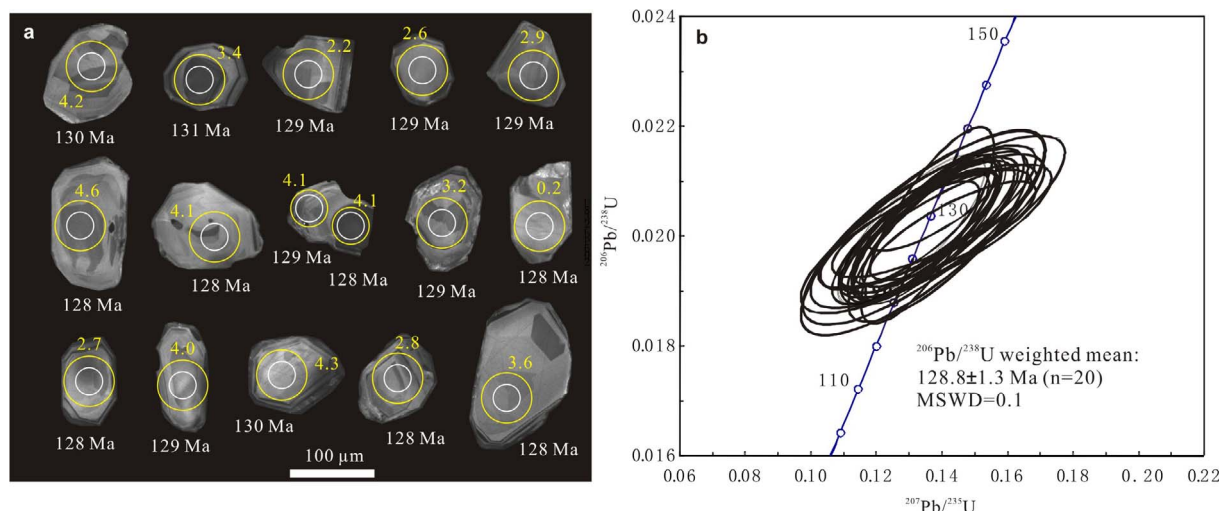 a
4.2
3.4
2.2
2.6
2.9
130 Ma
131 Ma
129 Ma
129 Ma
129 Ma
4.6
4.1
4.1
4.1
3.2
0.2
128 Ma
128 Ma
129 Ma
128 Ma
129 Ma
128 Ma
2.7
4.0
4.3
2.8
3.6
128 Ma
129 Ma
130 Ma
128 Ma
128 Ma
100 µm
b
0.024
0.022
0.020
0.018
0.016
²⁰⁶Pb/²³⁸U
150
130
110
²⁰⁶Pb/²³⁸U weighted mean:
128.8±1.3 Ma (n=20)
MSWD=0.1
0.06
0.08
0.10
0.12
0.14
0.16
0.18
0.20
0.22
²⁰⁷Pb/²³⁵U